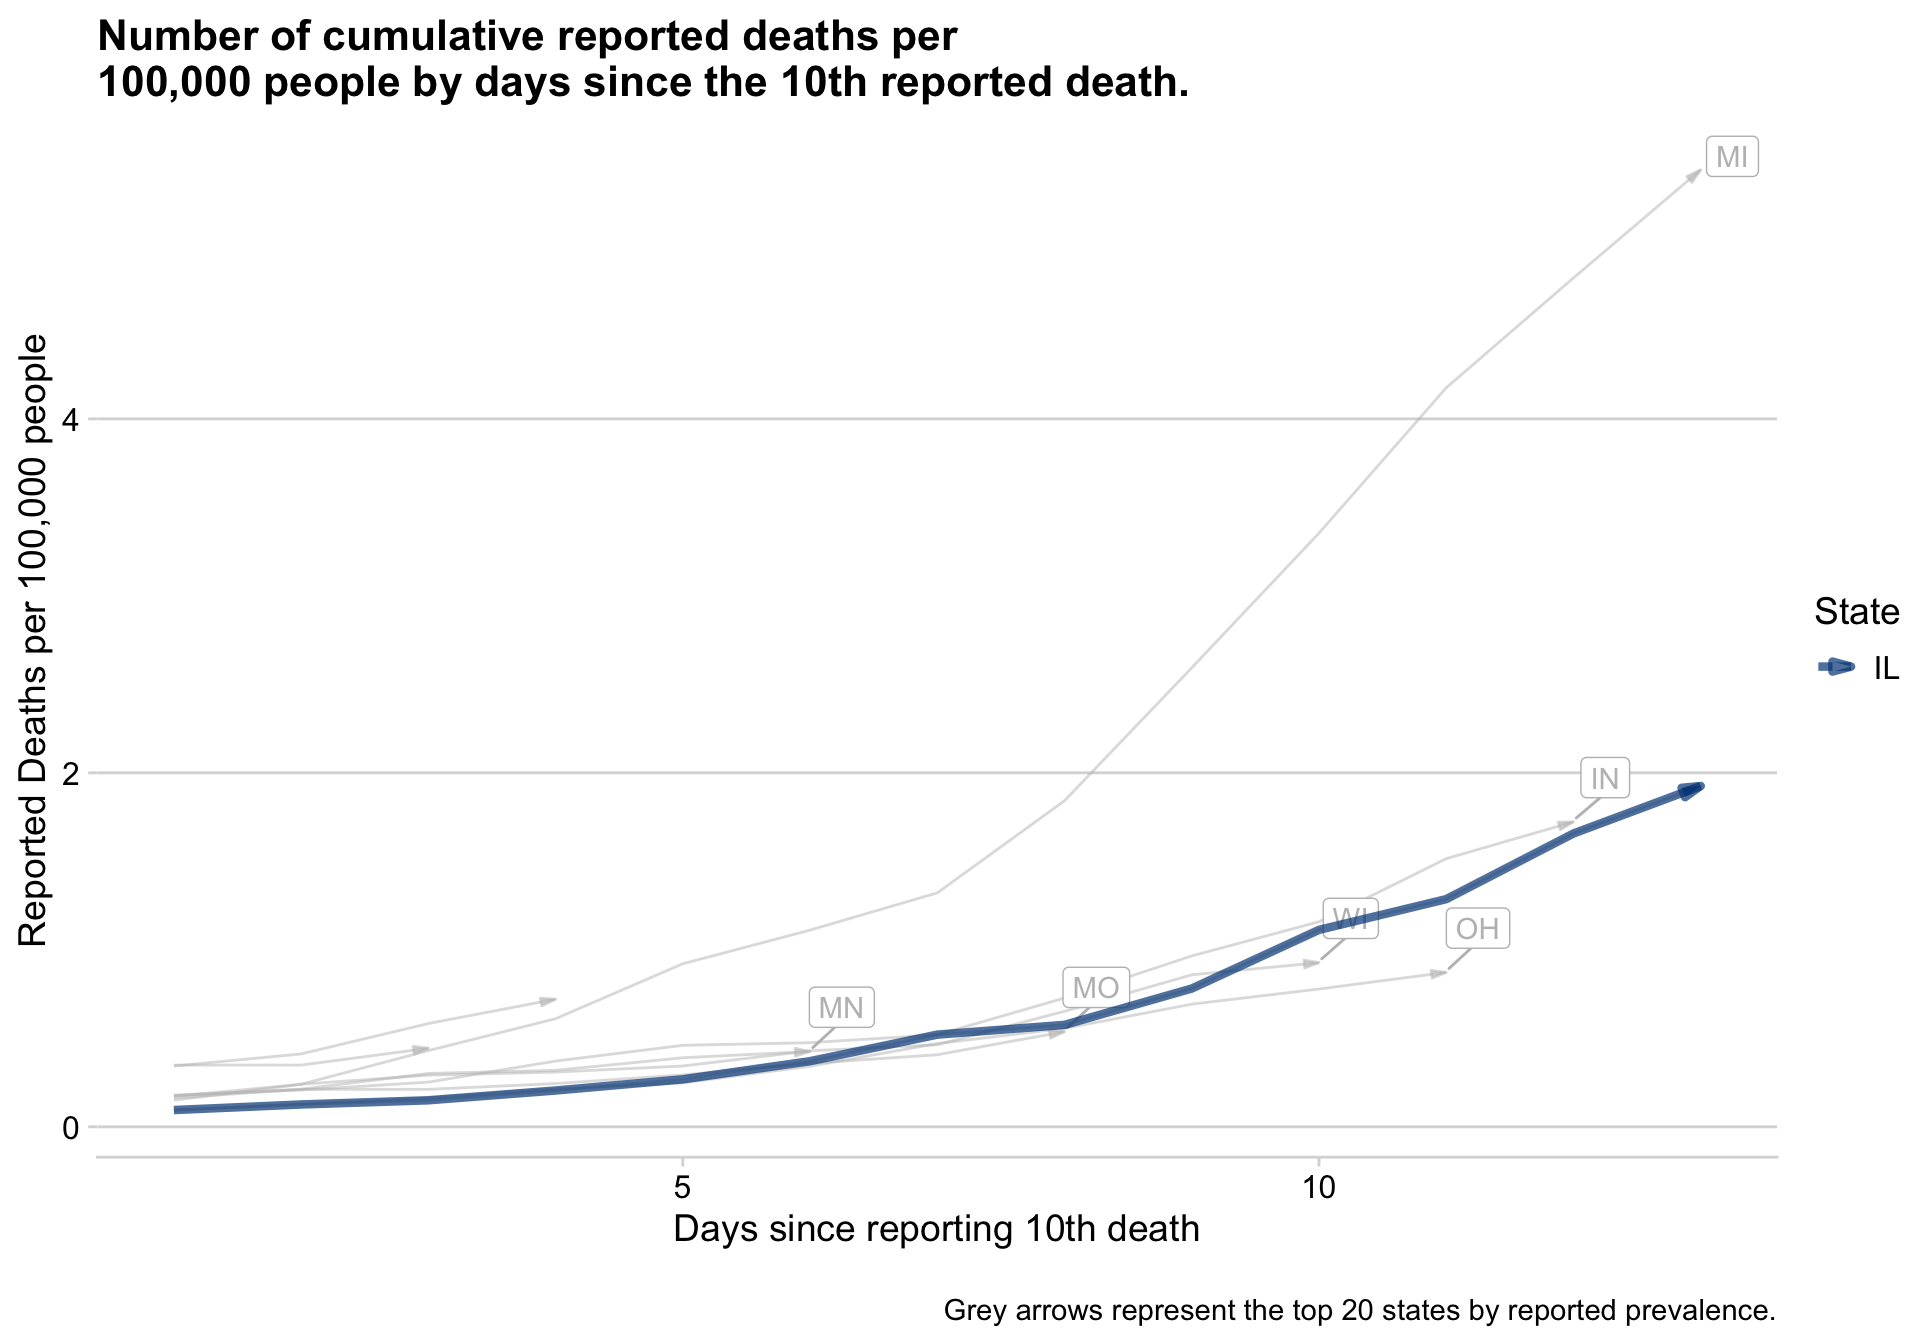 Number of cumulative reported deaths per
100,000 people by days since the 10th reported death.
MI
Reported Deaths per 100,000 people
4
State
IL
2
IN
WI
OH
MO
MN
0
5
10
Days since reporting 10th death
Grey arrows represent the top 20 states by reported prevalence.